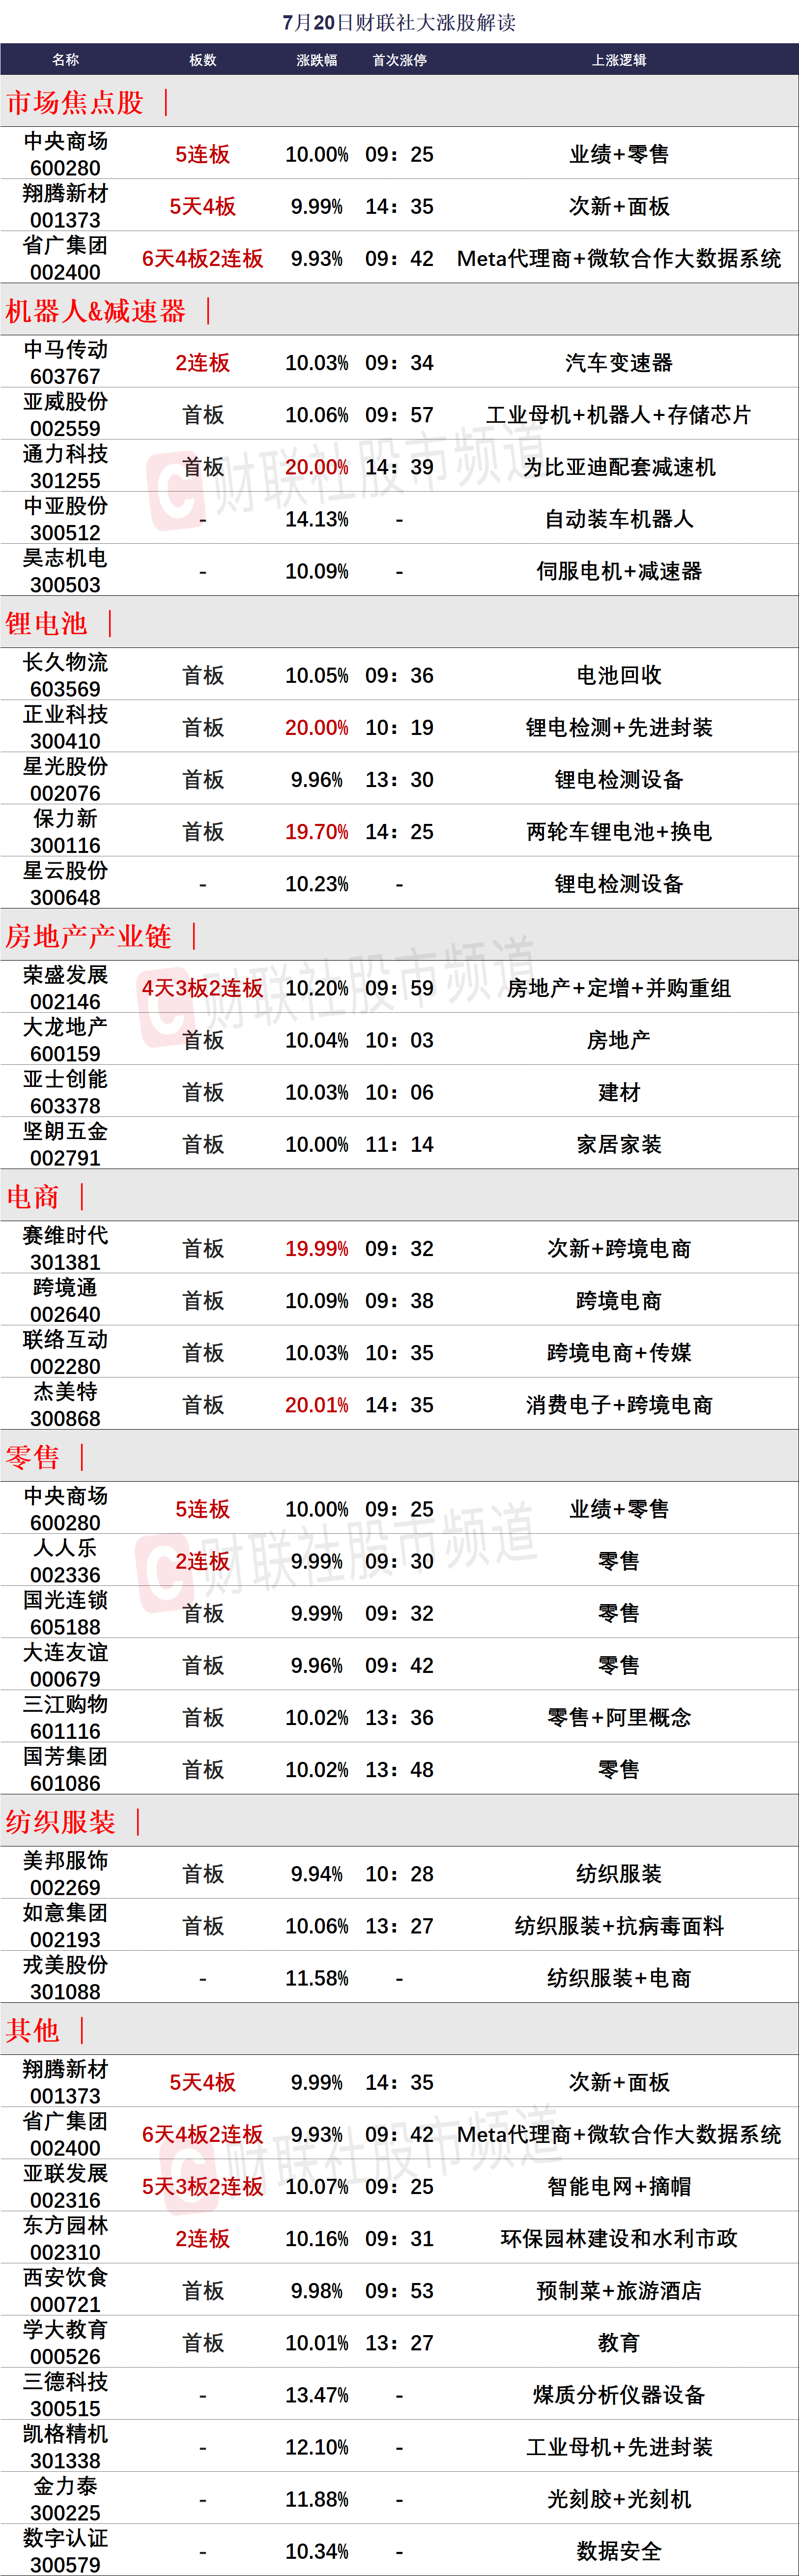 7月20日财联社大涨股解读
名称 板数 涨跌幅 首次涨停 上涨逻辑
市场焦点股 |
中央商场
600280 5连板 10.00% 09：25 业绩+零售
翔腾新材
001373 5天4板 9.99% 14：35 次新+面板
省广集团
002400 6天4板2连板 9.93% 09：42 Meta代理商+微软合作大数据系统
机器人&减速器 |
中马传动
603767 2连板 10.03% 09：34 汽车变速器
亚威股份
002559 首板 10.06% 09：57 工业母机+机器人+存储芯片
通力科技
301255 首板 20.00% 14：39 为比亚迪配套减速机
中亚股份
300512 - 14.13% - 自动装车机器人
昊志机电
300503 - 10.09% - 伺服电机+减速器
C 财联社股市频道
锂电池 |
长久物流
603569 首板 10.05% 09：36 电池回收
正业科技
300410 首板 20.00% 10：19 锂电检测+先进封装
星光股份
002076 首板 9.96% 13：30 锂电检测设备
保力新
300116 首板 19.70% 14：25 两轮车锂电池+换电
星云股份
300648 - 10.23% - 锂电检测设备
房地产产业链 |
荣盛发展
002146 4天3板2连板 10.20% 09：59 房地产+定增+并购重组
大龙地产
600159 首板 10.04% 10：03 房地产
亚士创能
603378 首板 10.03% 10：06 建材
坚朗五金
002791 首板 10.00% 11：14 家居家装
C 财联社股市频道
电商 |
赛维时代
301381 首板 19.99% 09：32 次新+跨境电商
跨境通
002640 首板 10.09% 09：38 跨境电商
联络互动
002280 首板 10.03% 10：35 跨境电商+传媒
杰美特
300868 首板 20.01% 14：35 消费电子+跨境电商
零售 |
中央商场
600280 5连板 10.00% 09：25 业绩+零售
人人乐
002336 2连板 9.99% 09：30 零售
国光连锁
605188 首板 9.99% 09：32 零售
大连友谊
000679 首板 9.96% 09：42 零售
三江购物
601116 首板 10.02% 13：36 零售+阿里概念
国芳集团
601086 首板 10.02% 13：48 零售
C 财联社股市频道
纺织服装 |
美邦服饰
002269 首板 9.94% 10：28 纺织服装
如意集团
002193 首板 10.06% 13：27 纺织服装+抗病毒面料
戎美股份
301088 - 11.58% - 纺织服装+电商
其他 |
翔腾新材
001373 5天4板 9.99% 14：35 次新+面板
省广集团
002400 6天4板2连板 9.93% 09：42 Meta代理商+微软合作大数据系统
亚联发展
002316 5天3板2连板 10.07% 09：25 智能电网+摘帽
东方园林
002310 2连板 10.16% 09：31 环保园林建设和水利市政
西安饮食
000721 首板 9.98% 09：53 预制菜+旅游酒店
学大教育
000526 首板 10.01% 13：27 教育
三德科技
300515 - 13.47% - 煤质分析仪器设备
凯格精机
301338 - 12.10% - 工业母机+先进封装
金力泰
300225 - 11.88% - 光刻胶+光刻机
数字认证
300579 - 10.34% - 数据安全
C 财联社股市频道